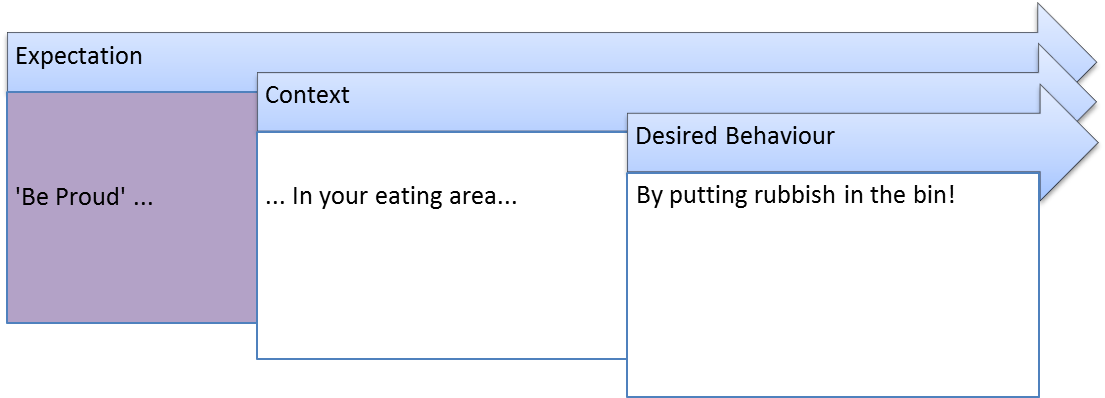 Expectation
Context
Desired Behaviour
'Be Proud' ...
... In your eating area...
By putting rubbish in the bin!